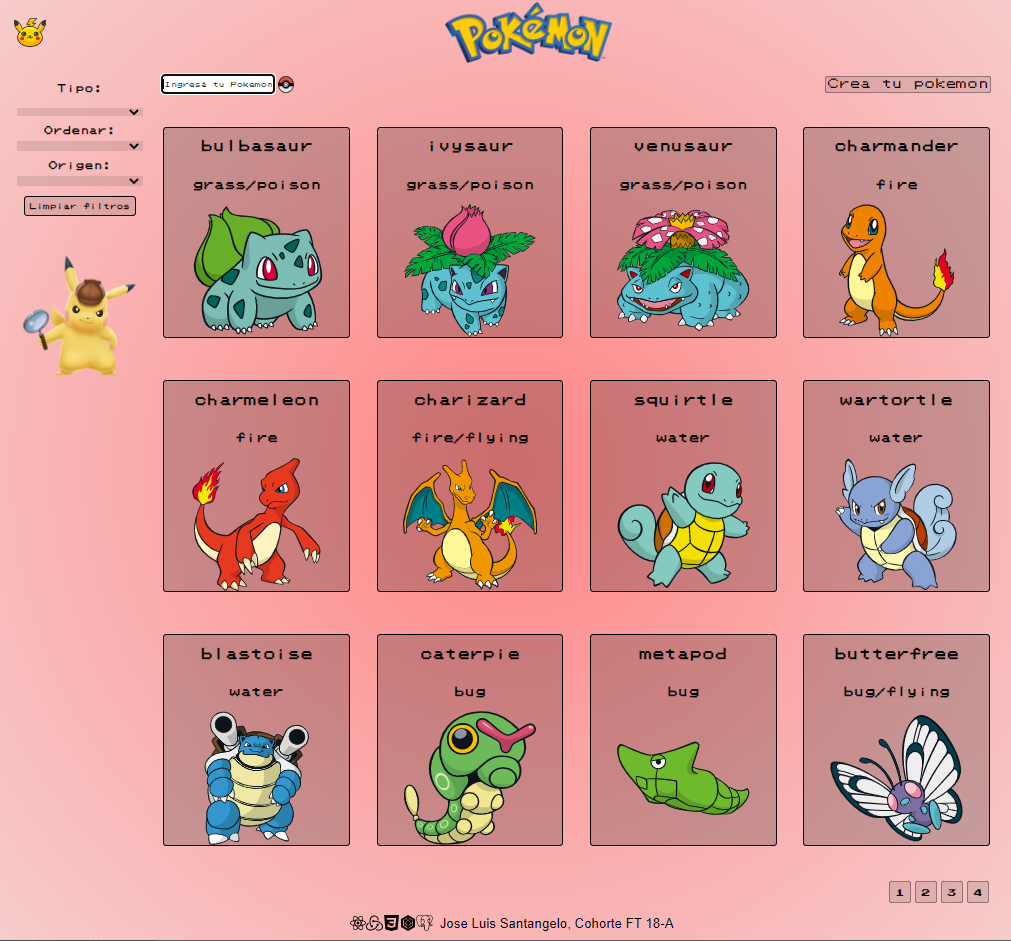 Pokémon
Tipo:
Ordenar:
Origen:
Limpiar filtros
Ingresá tu Pokemon
Crea tu pokemon
bulbasaur
grass/poison
ivysaur
grass/poison
venusaur
grass/poison
charmander
fire
charmeleon
fire
charizard
fire/flying
squirtle
water
wartortle
water
blastoise
water
caterpie
bug
metapod
bug
butterfree
bug/flying
1 2 3 4
3 Jose Luis Santangelo, Cohorte FT 18-A